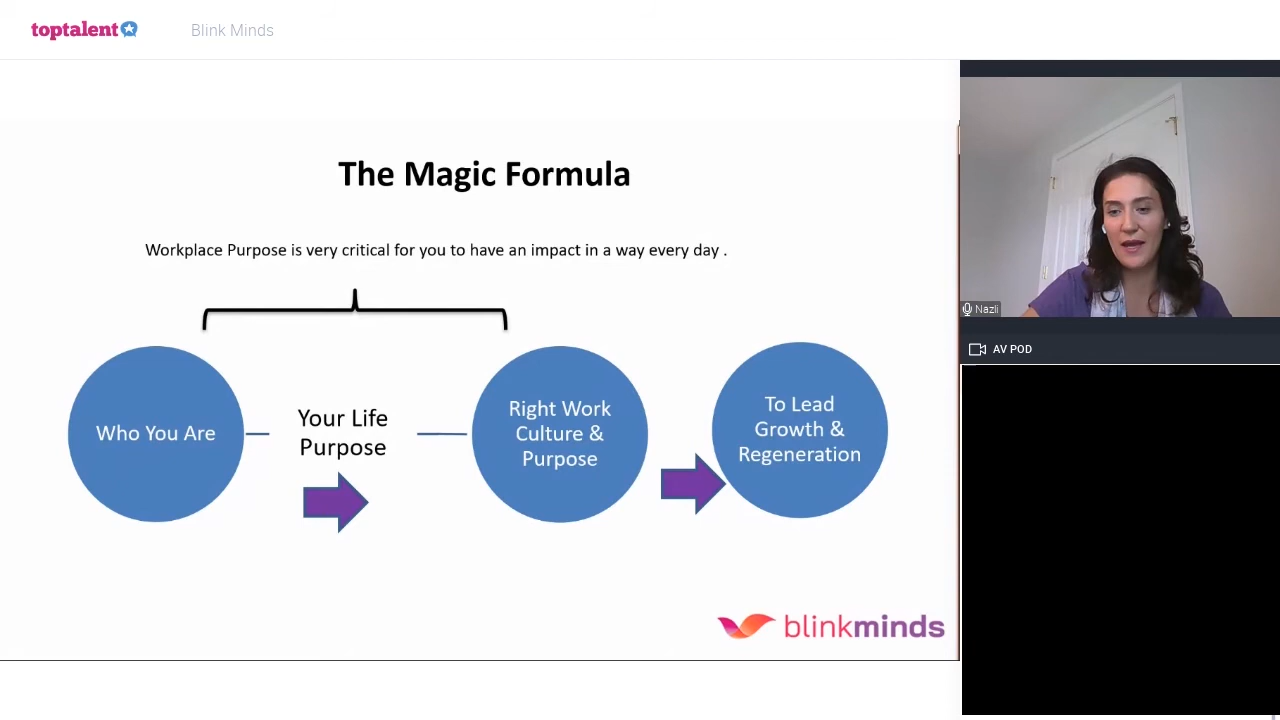 toptalent
Blink Minds
The Magic Formula
Workplace Purpose is very critical for you to have an impact in a way every day .
Who You Are
Your Life
Purpose
Right Work
Culture &
Purpose
To Lead
Growth &
Regeneration
blinkminds
Nazli
AV POD